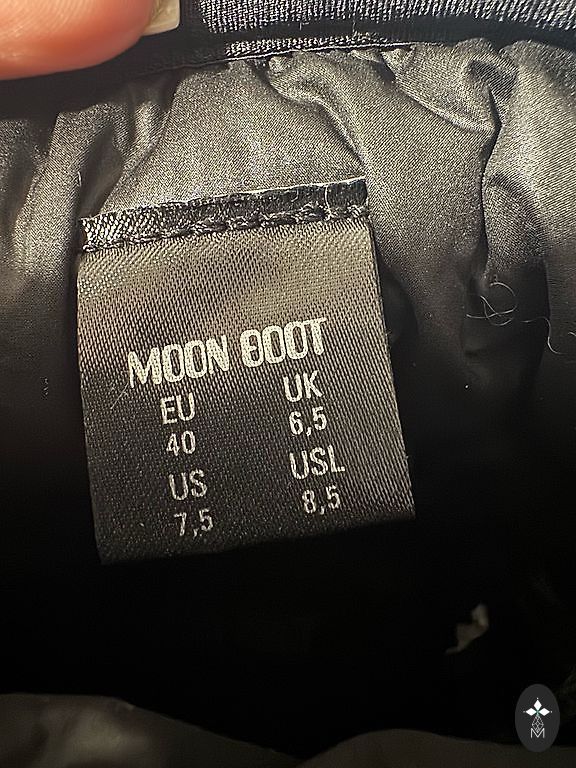 MOON BOOT
EU UK
40 6,5
US USL
7,5 8,5
M